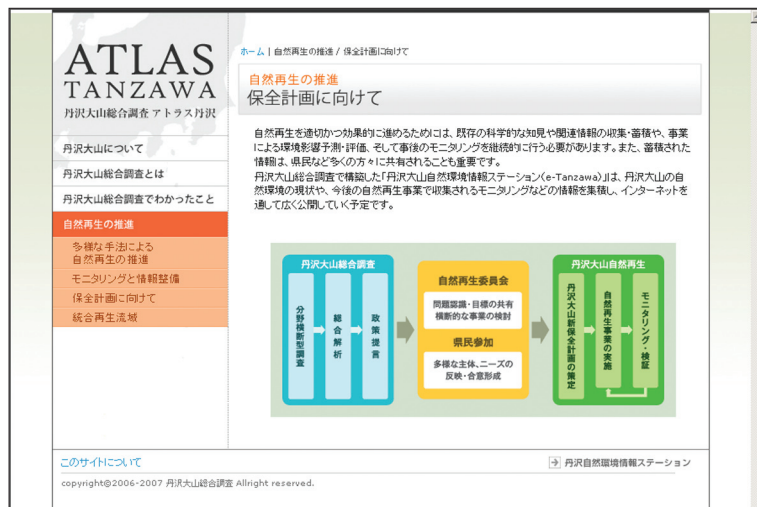 ATLAS
TANZAWA
丹沢大山総合調査 アトラス丹沢
丹沢大山について
丹沢大山総合調査とは
丹沢大山総合調査でわかったこと
自然再生の推進
多様な手法による
自然再生の推進
モニタリングと情報整備
保全計画に向けて
統合再生流域
ホーム | 自然再生の推進 / 保全計画に向けて
自然再生の推進
保全計画に向けて
自然再生を適切かつ効果的に進めるためには、既存の科学的な知見や関連情報の収集・蓄積や、事業
による環境影響予測・評価、そして事後のモニタリングを継続的に行う必要があります。また、蓄積された
情報は、県民など多くの方々に共有されることも重要です。
丹沢大山総合調査で構築した「丹沢大山自然環境情報ステーション(e-Tanzawa)」は、丹沢大山の自
然環境の現状や、今後の自然再生事業で収集されるモニタリングなどの情報を集積し、インターネットを
通して広く公開していく予定です。
丹沢大山総合調査
分野横断型調査
総合解析
政策提言
自然再生委員会
問題認識・目標の共有
横断的な事業の検討
県民参加
多様な主体、ニーズの
反映・合意形成
丹沢大山自然再生
丹沢大山新保全計画の策定
自然再生事業の実施
モニタリング・検証
このサイトについて
丹沢自然環境情報ステーション
copyright©2006-2007 丹沢大山総合調査 Allright reserved.